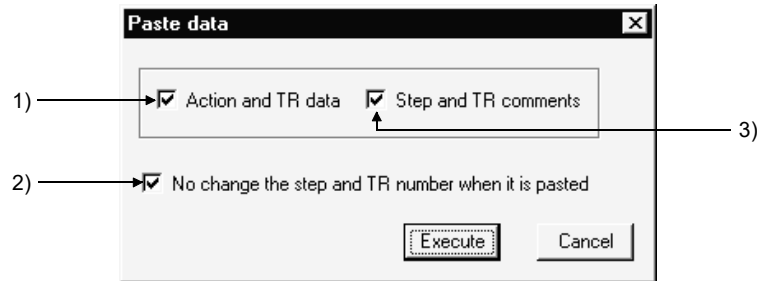 Paste data
1) Action and TR data Step and TR comments
3)
2) No change the step and TR number when it is pasted
Execute Cancel